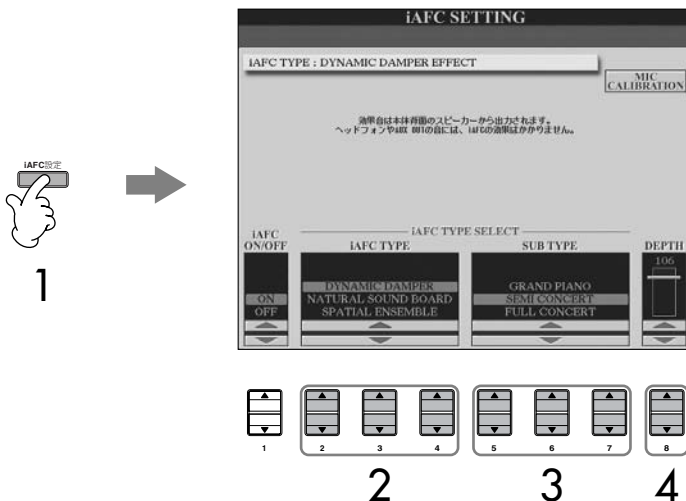 iAFC SETTING
iAFC TYPE : DYNAMIC DAMPER EFFECT
MIC
CALIBRATION
効果音は本体背面のスピーカーから出力されます。
ヘッドフォンやAUX OUTの音には、iAFCの効果はかかりません。
iAFC設定
1
iAFC TYPE SELECT
iAFC
ON/OFF
iAFC TYPE
SUB TYPE
DEPTH
106
DYNAMIC DAMPER
GRAND PIANO
ON
NATURAL SOUND BOARD
SEMI CONCERT
OFF
SPATIAL ENSEMBLE
FULL CONCERT
1 2 3 4 5 6 7 8
2 3 4